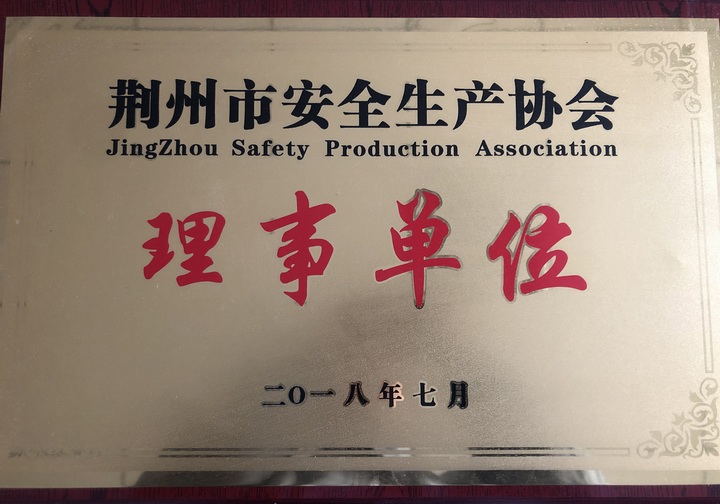 荆州市安全生产协会
JingZhou Safety Production Association
理事单位
二O一八年七月